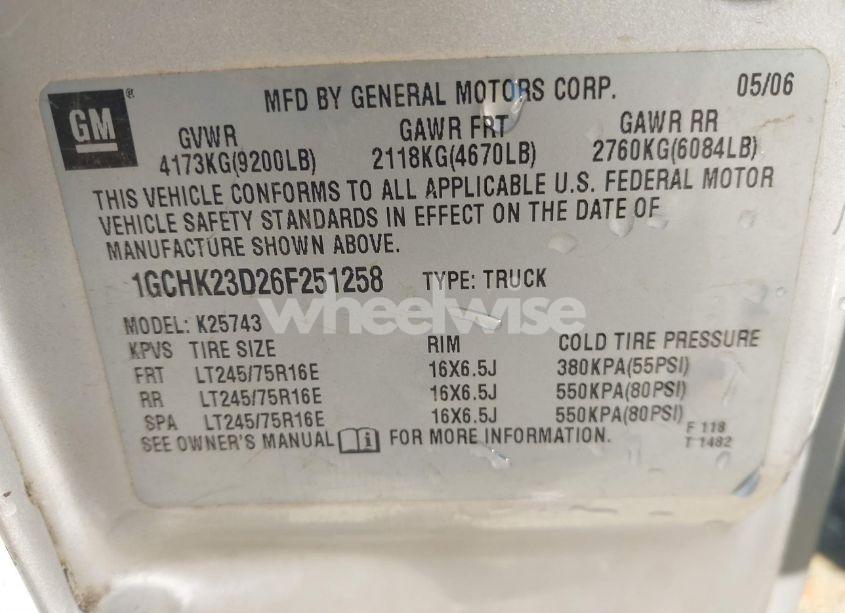 GM
®
MFD BY GENERAL MOTORS CORP. 05/06
GVWR GAWR FRT GAWR RR
4173KG(9200LB) 2118KG(4670LB) 2760KG(6084LB)
THIS VEHICLE CONFORMS TO ALL APPLICABLE U.S. FEDERAL MOTOR
VEHICLE SAFETY STANDARDS IN EFFECT ON THE DATE OF
MANUFACTURE SHOWN ABOVE.
1GCHK23D26F251258 TYPE: TRUCK
wheelwise
MODEL: K25743
KPVS TIRE SIZE RIM COLD TIRE PRESSURE
FRT LT245/75R16E 16X6.5J 380KPA(55PSI)
RR LT245/75R16E 16X6.5J 550KPA(80PSI)
SPA LT245/75R16E 16X6.5J 550KPA(80PSI)
SEE OWNER'S MANUAL i FOR MORE INFORMATION.
F 118
T 1482